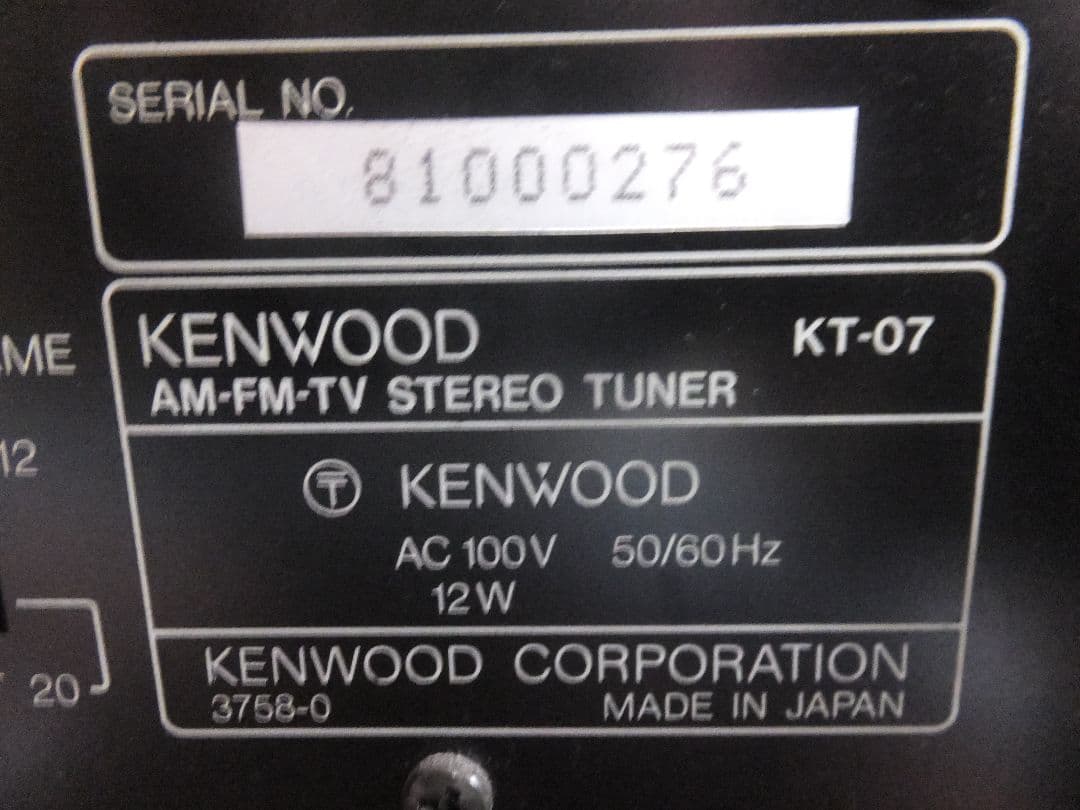 SERIAL NO.
81000276
KENWOOD KT-07
AM-FM-TV STEREO TUNER
〒 KENWOOD
AC 100V 50/60Hz
12W
KENWOOD CORPORATION
3758-0 MADE IN JAPAN
ME
12
20